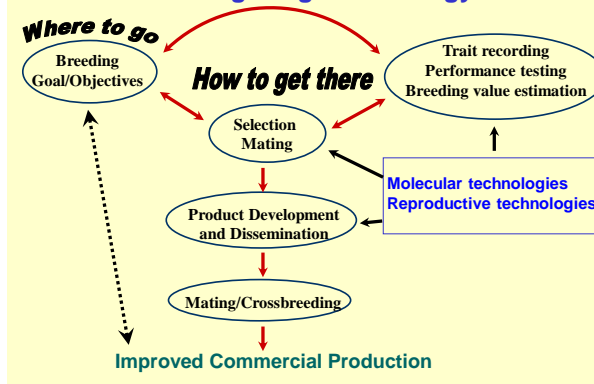 Where to go
Breeding
Goal/Objectives
How to get there
Trait recording
Performance testing
Breeding value estimation
Selection
Mating
Molecular technologies
Reproductive technologies
Product Development
and Dissemination
Mating/Crossbreeding
Improved Commercial Production